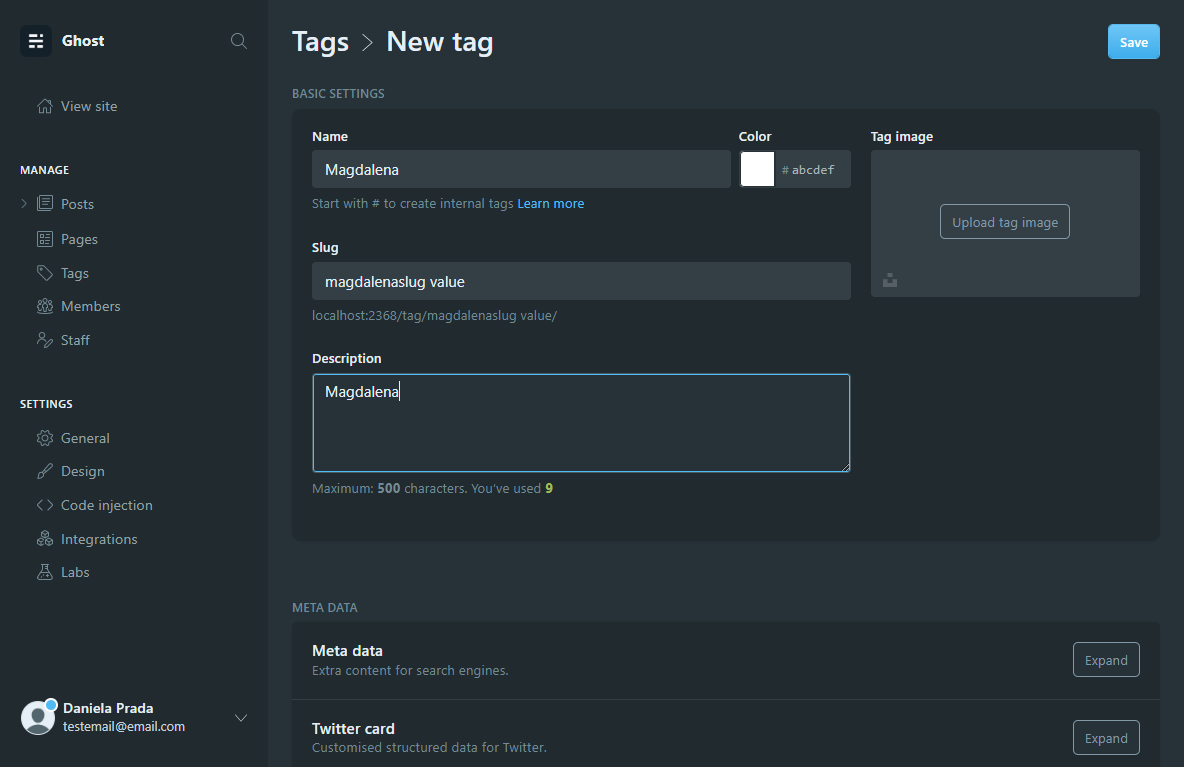 Ghost
View site
MANAGE
Posts
Pages
Tags
Members
Staff
SETTINGS
General
Design
Code injection
Integrations
Labs
Daniela Prada
testemail@email.com
Tags > New tag
Save
BASIC SETTINGS
Name
Magdalena
Start with # to create internal tags Learn more
Color
# abcdef
Tag image
Upload tag image
Slug
magdalenaslug value
localhost:2368/tag/magdalenaslug value/
Description
Magdalena
Maximum: 500 characters. You've used 9
META DATA
Meta data
Extra content for search engines.
Expand
Twitter card
Customised structured data for Twitter.
Expand